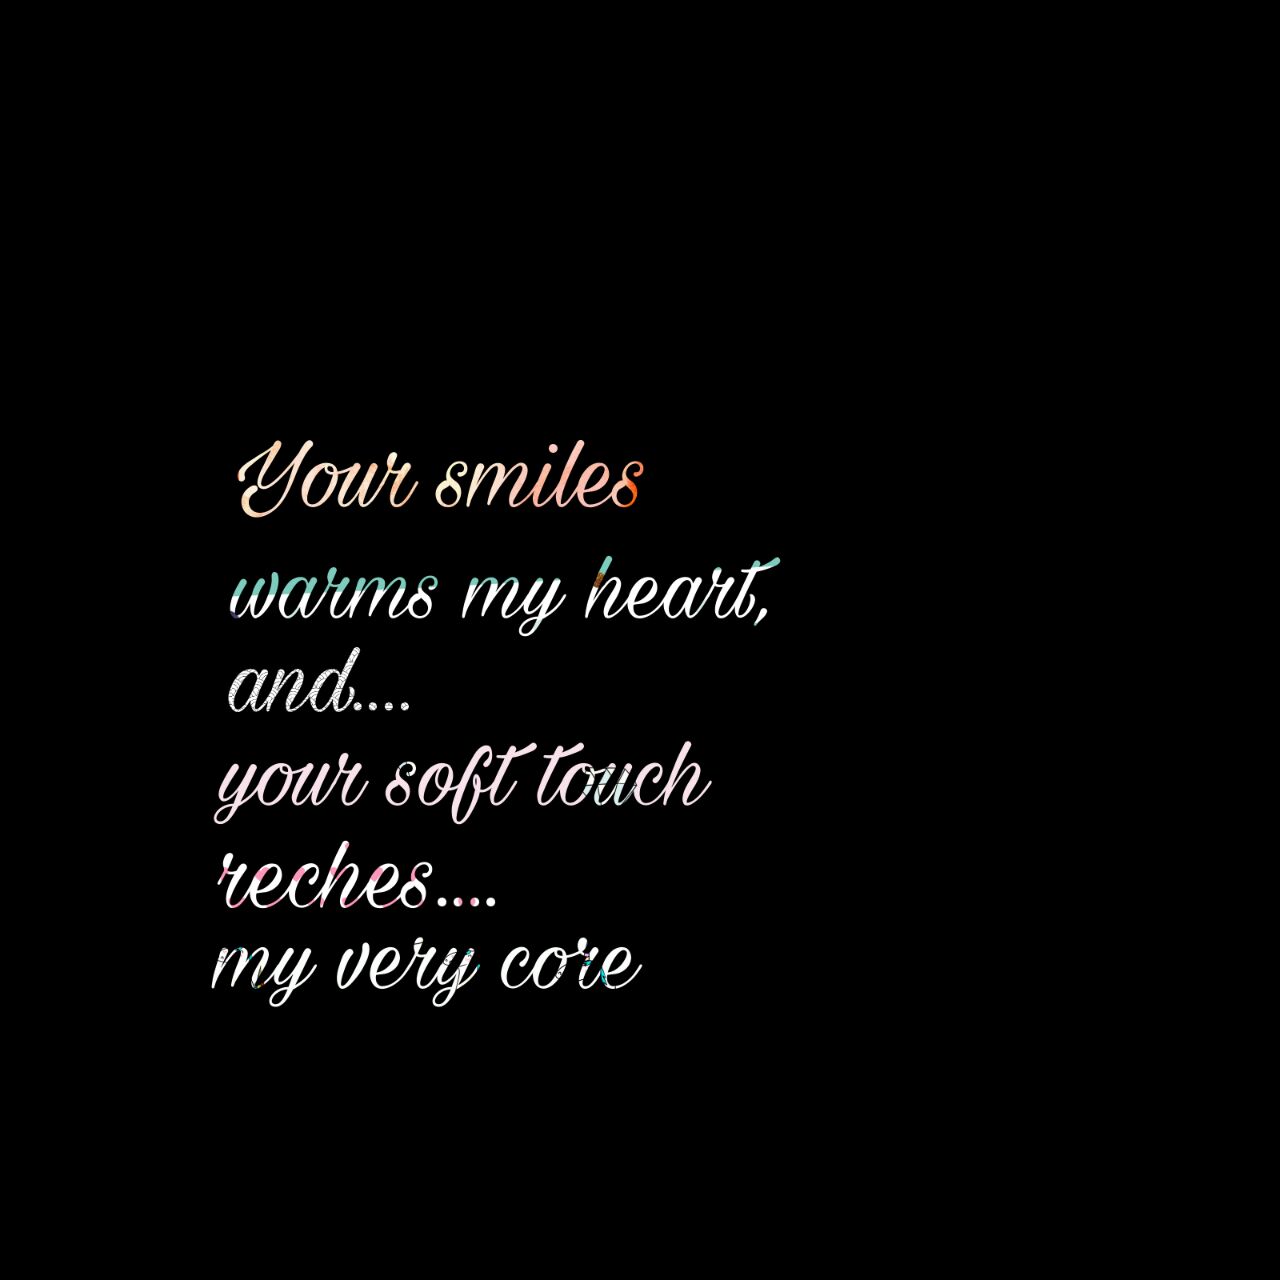 Your smiles
warms my heart,
and....
your soft touch
reches....
my very core